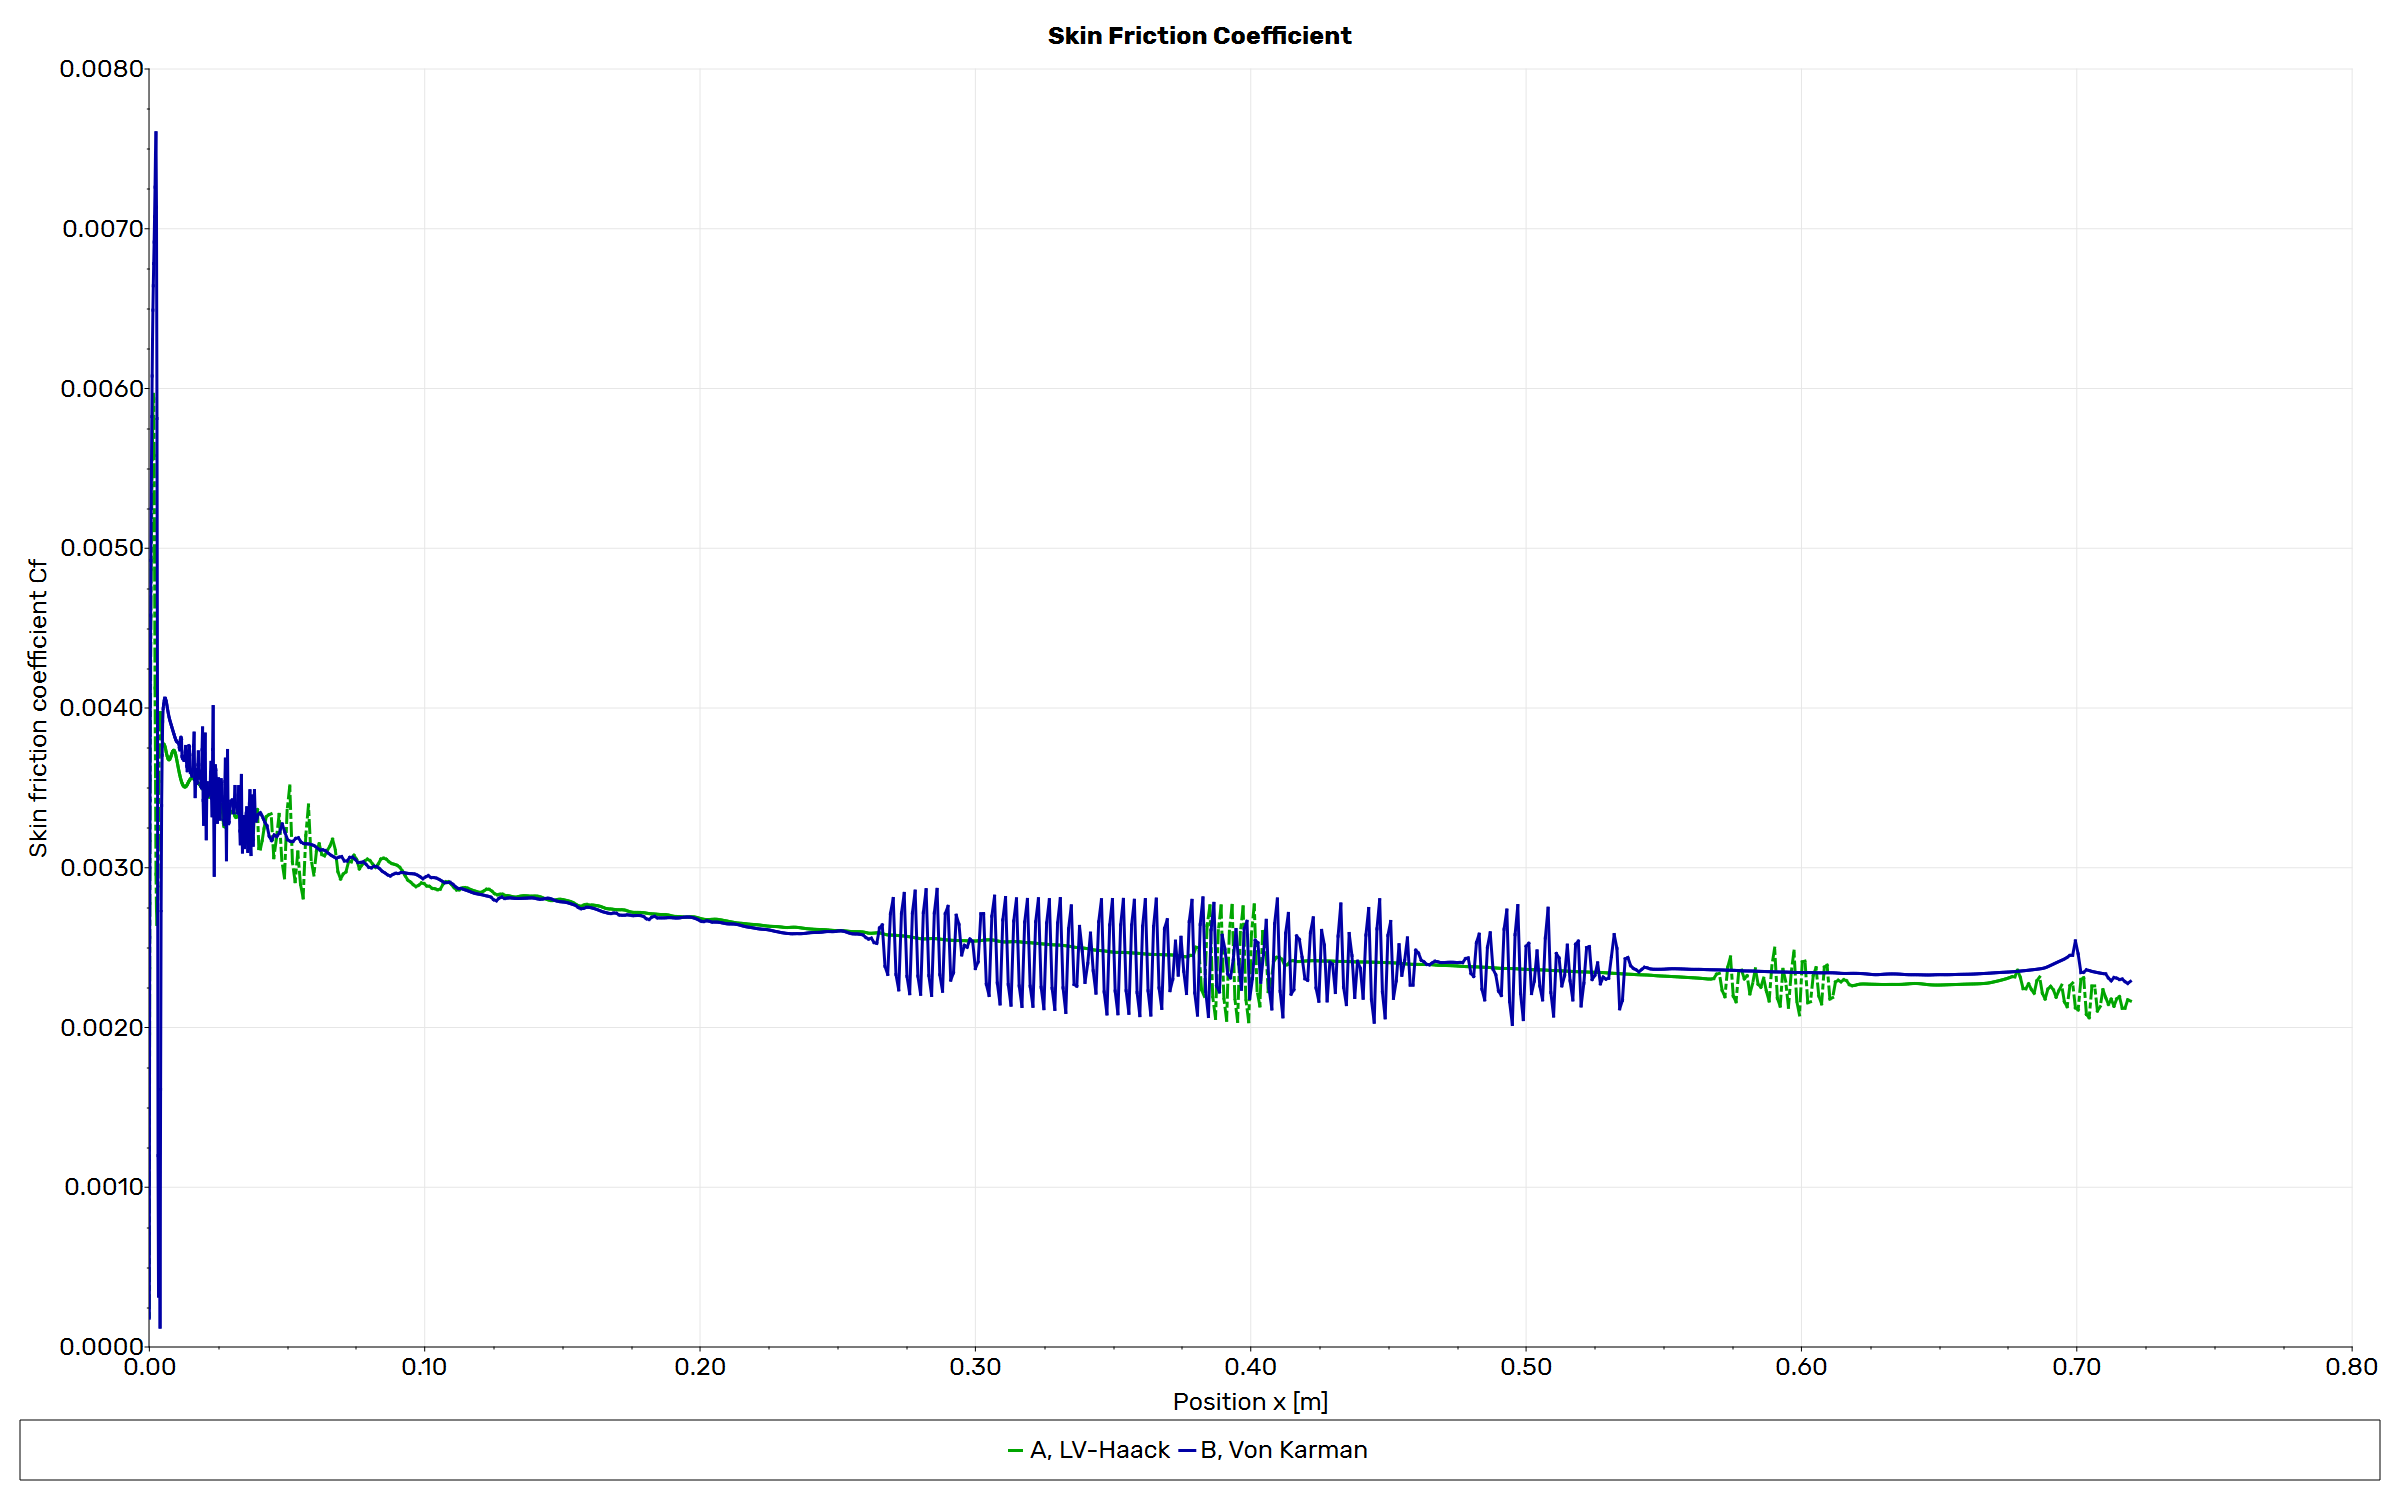 Skin Friction Coefficient
0.0080
0.0070
0.0060
0.0050
0.0040
0.0030
0.0020
0.0010
0.0000
Skin friction coefficient Cf
0.00 0.10 0.20 0.30 0.40 0.50 0.60 0.70 0.80
Position x [m]
A, LV-Haack B, Von Karman